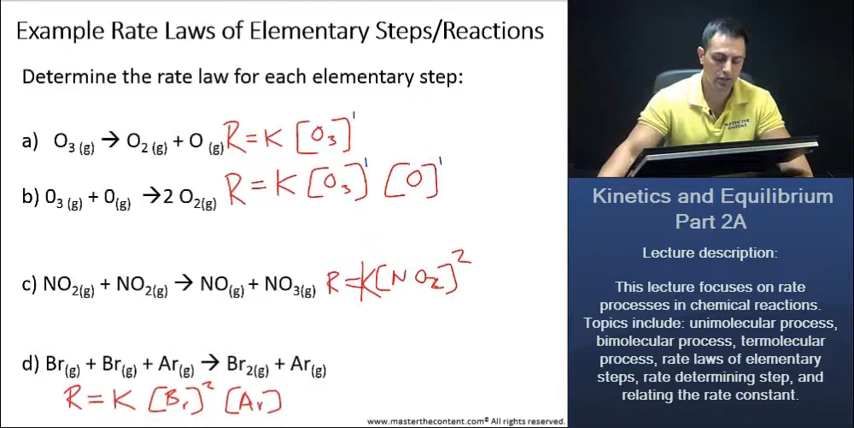 Example Rate Laws of Elementary Steps/Reactions
Determine the rate law for each elementary step:
a) O3 (g) → O2 (g) + O (g) R = K [O3]^1
b) O3 (g) + O(g) → 2 O2(g) R = K [O3]^1 [O]^1
c) NO2(g) + NO2(g) → NO(g) + NO3(g) R = K[NO2]^2
d) Br(g) + Br(g) + Ar(g) → Br2(g) + Ar(g)
R = K [Br]^2 [Ar]
www.masterthecontent.com® All rights reserved.
MASTER THE
CONTENT
Kinetics and Equilibrium
Part 2A
Lecture description:
This lecture focuses on rate
processes in chemical reactions.
Topics include: unimolecular process,
bimolecular process, termolecular
process, rate laws of elementary
steps, rate determining step, and
relating the rate constant.